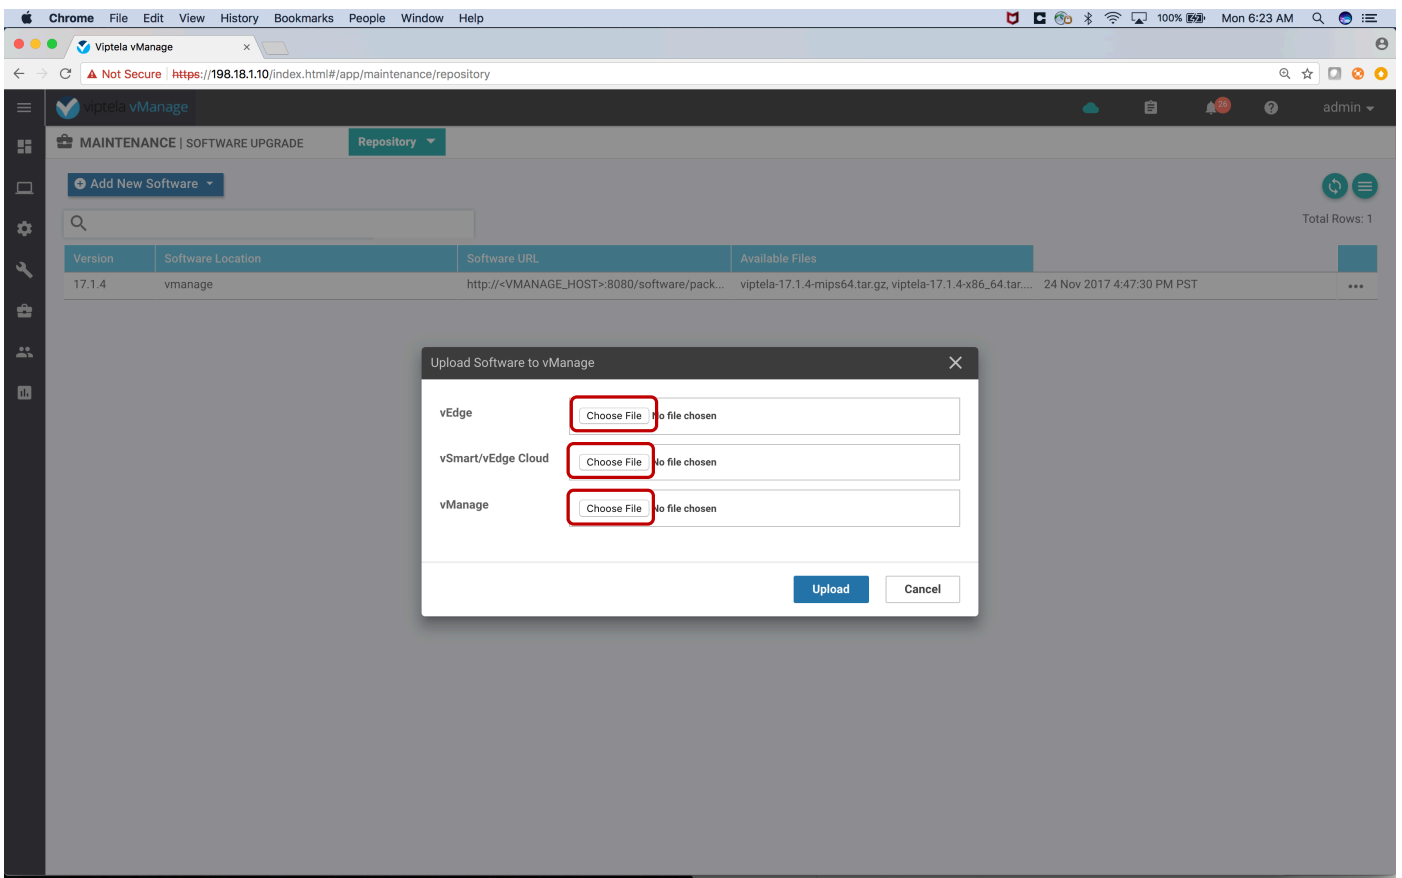 Chrome File Edit View History Bookmarks People Window Help 100% Mon 6:23 AM
Viptela vManage
Not Secure https://198.18.1.10/index.html#/app/maintenance/repository
viptela vManage 26 admin
MAINTENANCE | SOFTWARE UPGRADE Repository
Add New Software
Total Rows: 1
Version Software Location Software URL Available Files
17.1.4 vmanage http://<VMANAGE_HOST>:8080/software/pack... viptela-17.1.4-mips64.tar.gz, viptela-17.1.4-x86_64.tar.... 24 Nov 2017 4:47:30 PM PST
Upload Software to vManage
vEdge Choose File No file chosen
vSmart/vEdge Cloud Choose File No file chosen
vManage Choose File No file chosen
Upload Cancel